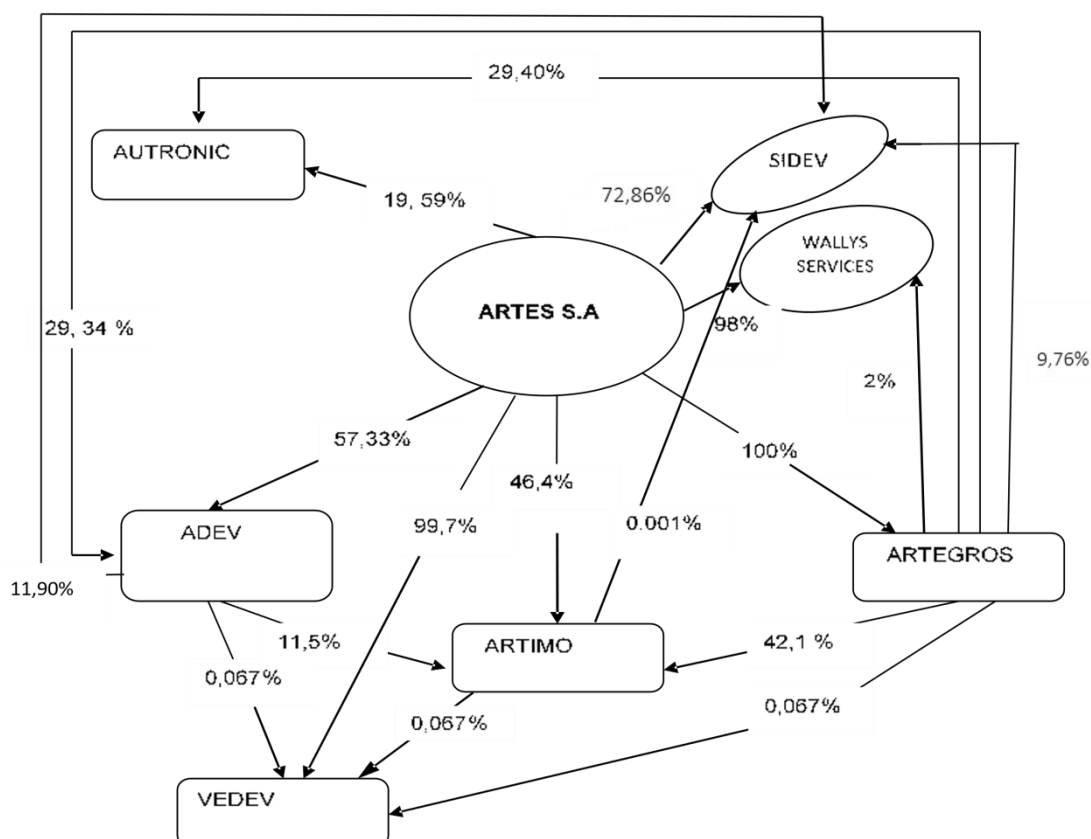 29,40%
AUTRONIC
SIDEV
19, 59%
72,86%
WALLYS
SERVICES
ARTES S.A
98%
29, 34 %
9,76%
2%
57,33%
100%
46,4%
ADEV
99,7%
0.001%
ARTEGROS
11,90%
11,5%
ARTIMO
42,1 %
0,067%
0,067%
0,067%
VEDEV